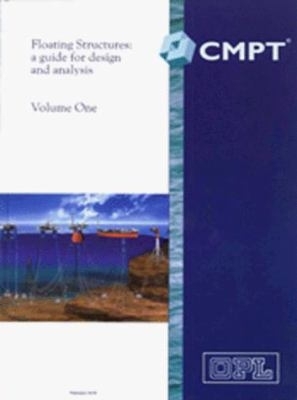 Floating Structures:
a guide for design
and analysis
Volume One
CMPT®
OPL